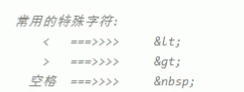 常用的特殊字符:
< ===>>>> &lt;
> ===>>>> &gt;
空格 ===>>>> &nbsp;